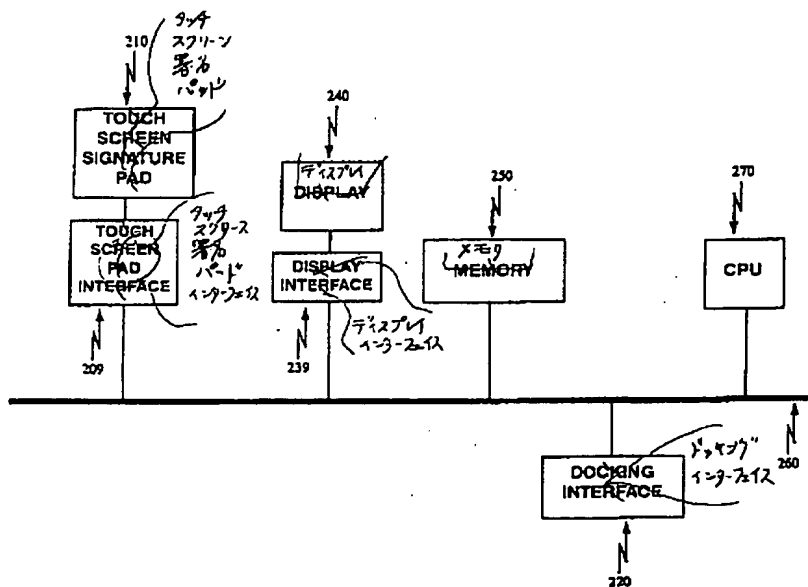 210
タッチ
スクリーン
署名
パッド
TOUCH
SCREEN
SIGNATURE
PAD
240
ディスプレイ
DISPLAY
250
メモリ
MEMORY
270
CPU
TOUCH
SCREEN
PAD
INTERFACE
タッチ
スクリース
署名
パード
インターフェイス
DISPLAY
INTERFACE
ディスプレイ
インターフェイス
209
239
260
DOCKING
INTERFACE
ドッキング
インターフェイス
220